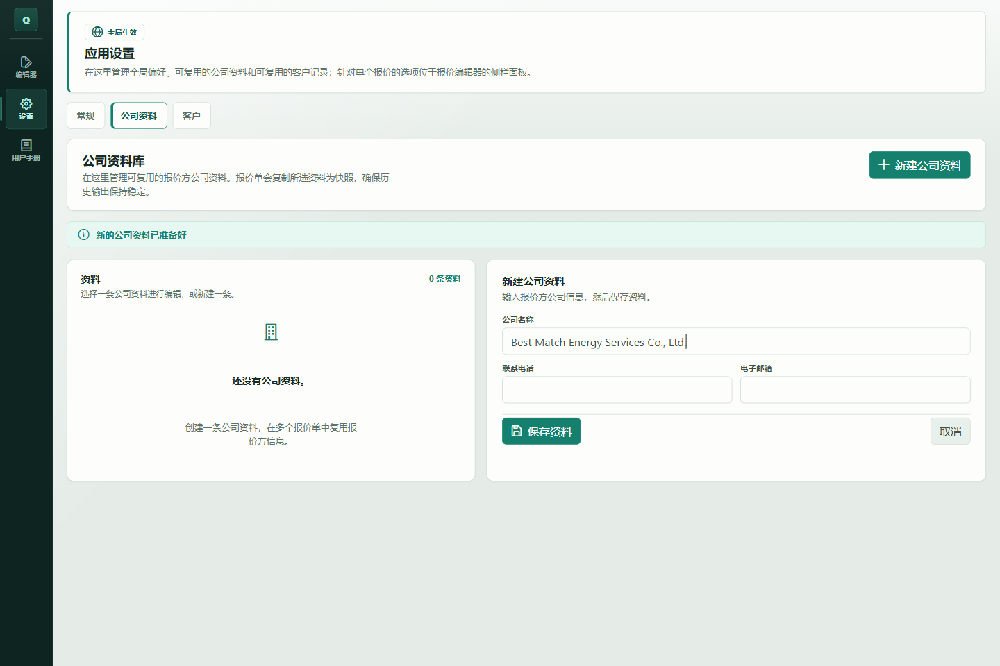 Q
编辑器
设置
用户手册
全局生效
应用设置
在这里管理全局偏好、可复用的公司资料和可复用的客户记录；针对单个报价的选项位于报价编辑器的侧栏面板。
常规
公司资料
客户
公司资料库
在这里管理可复用的报价方公司资料。报价单会复制所选资料为快照，确保历
史输出保持稳定。
新建公司资料
新的公司资料已准备好
资料
0 条资料
选择一条公司资料进行编辑，或新建一条。
还没有公司资料。
创建一条公司资料，在多个报价单中复用报
价方信息。
新建公司资料
输入报价方公司信息，然后保存资料。
公司名称
Best Match Energy Services Co., Ltd.
联系电话
电子邮箱
保存资料
取消